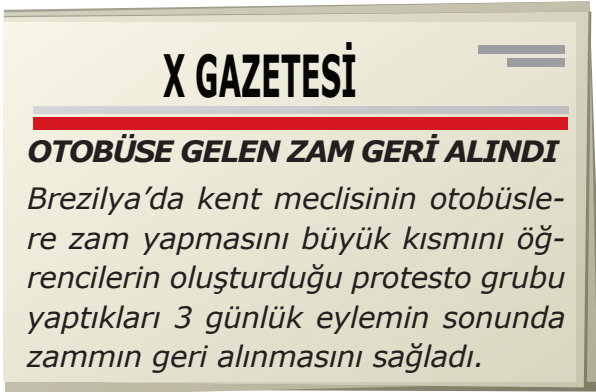 X GAZETESİ
OTOBÜSE GELEN ZAM GERİ ALINDI
Brezilya’da kent meclisinin otobüsle-
re zam yapmasını büyük kısmını öğ-
rencilerin oluşturduğu protesto grubu
yaptıkları 3 günlük eylemin sonunda
zammın geri alınmasını sağladı.